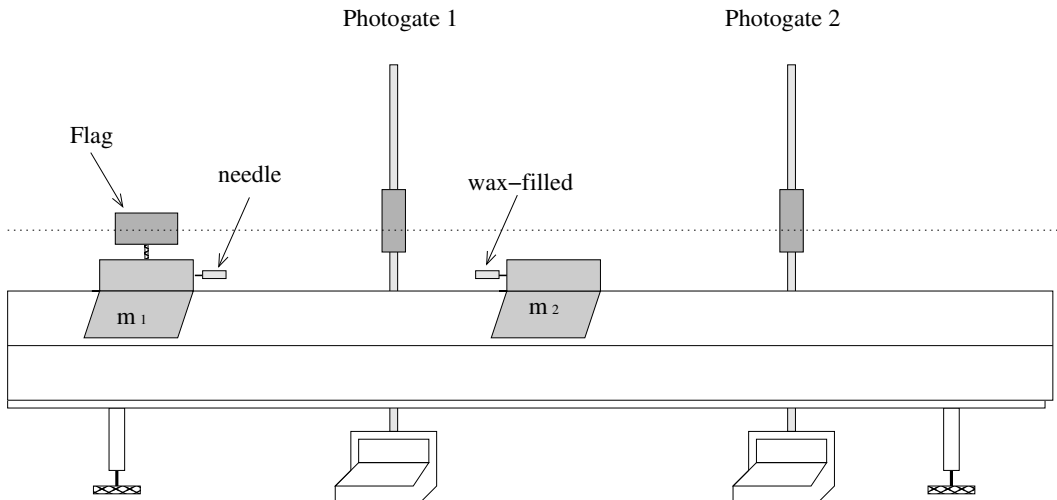 Photogate 1
Photogate 2
Flag
needle
wax−filled
m 1
m 2